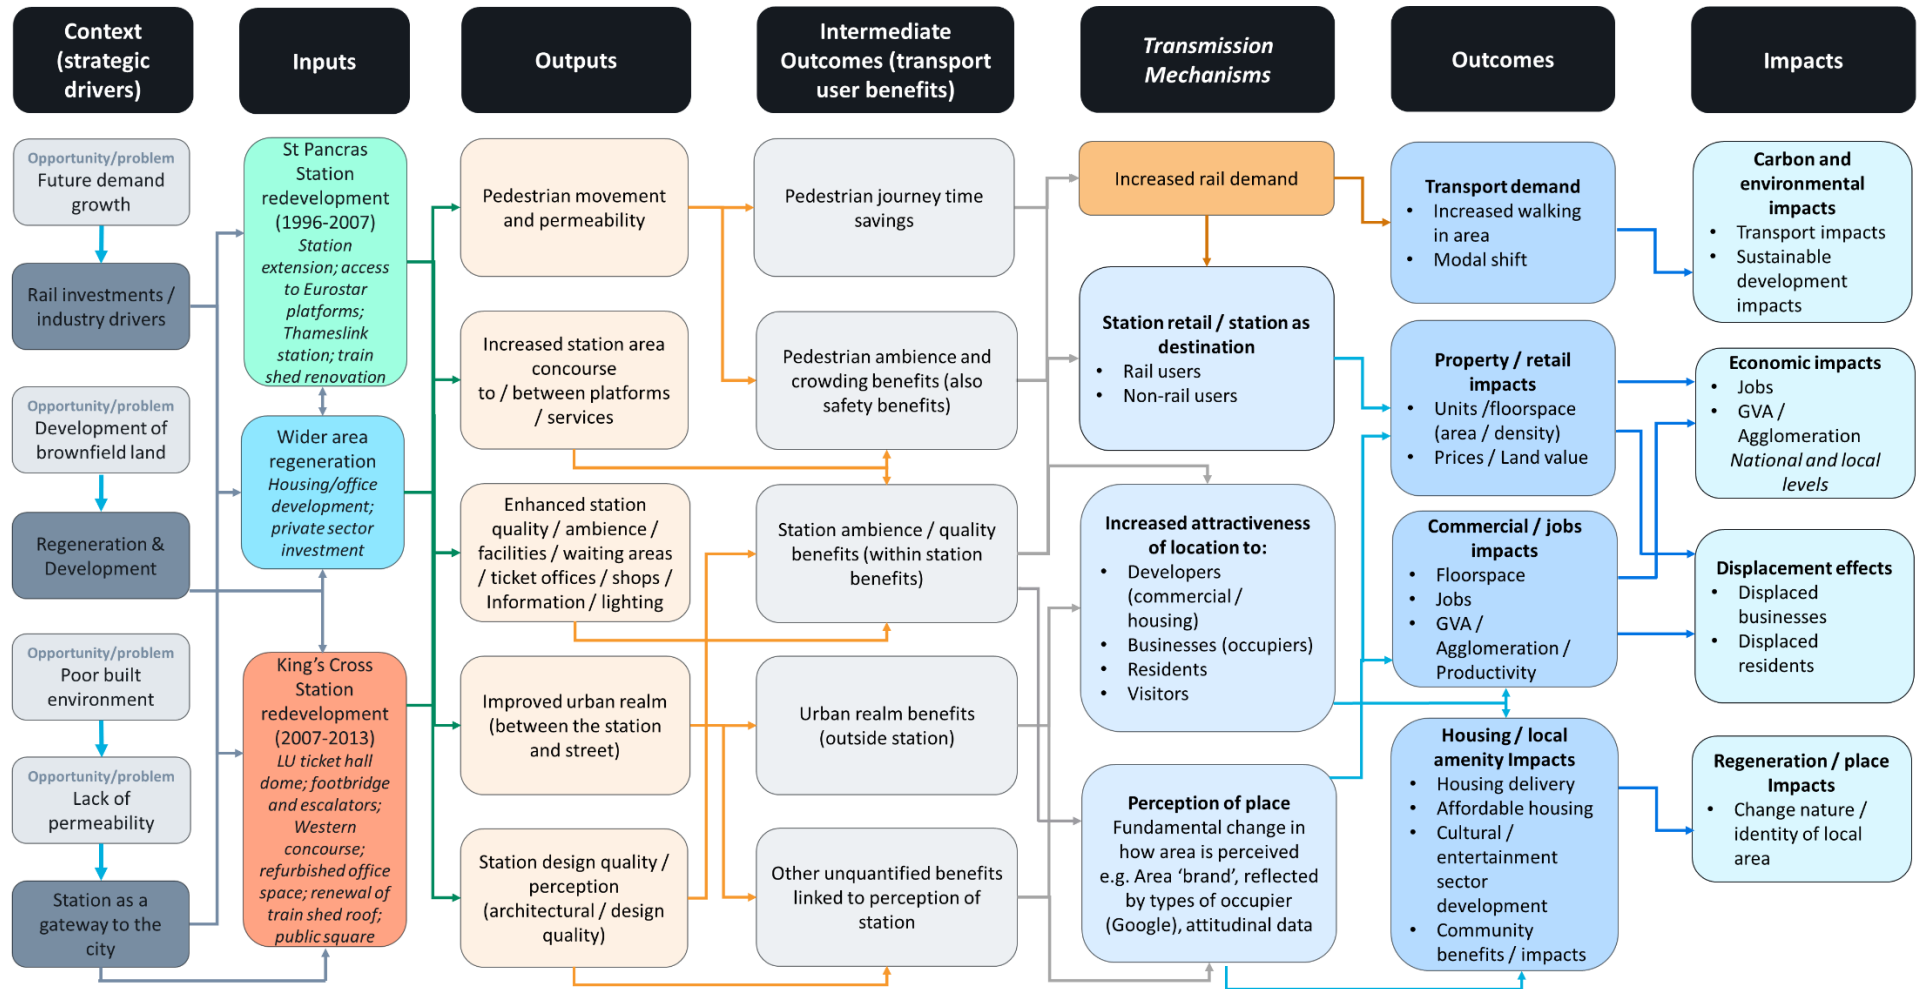 Context
(strategic
drivers)
Inputs
Outputs
Intermediate
Outcomes (transport
user benefits)
Transmission
Mechanisms
Outcomes
Impacts
Opportunity/problem
Future demand
growth
Rail investments /
industry drivers
Opportunity/problem
Development of
brownfield land
Regeneration &
Development
Opportunity/problem
Poor built
environment
Opportunity/problem
Lack of
permeability
Station as a
gateway to the
city
St Pancras
Station
redevelopment
(1996-2007)
Station
extension; access
to Eurostar
platforms;
Thameslink
station; train
shed renovation
Wider area
regeneration
Housing/office
development;
private sector
investment
King's Cross
Station
redevelopment
(2007-2013)
LU ticket hall
dome; footbridge
and escalators;
Western
concourse;
refurbished office
space; renewal of
train shed roof;
public square
Pedestrian movement
and permeability
Increased station area
concourse
to / between platforms
/ services
Enhanced station
quality / ambience /
facilities / waiting areas
/ ticket offices / shops /
Information / lighting
Improved urban realm
(between the station
and street)
Station design quality /
perception
(architectural / design
quality)
Pedestrian journey time
savings
Pedestrian ambience and
crowding benefits (also
safety benefits)
Station ambience / quality
benefits (within station
benefits)
Urban realm benefits
(outside station)
Other unquantified benefits
linked to perception of
station
Increased rail demand
Station retail / station as
destination
• Rail users
• Non-rail users
Increased attractiveness
of location to:
• Developers
(commercial /
housing)
• Businesses (occupiers)
• Residents
• Visitors
Perception of place
Fundamental change in
how area is perceived
e.g. Area 'brand', reflected
by types of occupier
(Google), attitudinal data
Transport demand
• Increased walking
in area
• Modal shift
Property / retail
impacts
• Units /floorspace
(area / density)
• Prices / Land value
Commercial / jobs
impacts
• Floorspace
• Jobs
• GVA /
Agglomeration /
Productivity
Housing / local
amenity Impacts
• Housing delivery
• Affordable housing
• Cultural /
entertainment
sector
development
• Community
benefits / impacts
Carbon and
environmental
impacts
• Transport impacts
• Sustainable
development
impacts
Economic impacts
• Jobs
• GVA /
Agglomeration
National and local
levels
Displacement effects
• Displaced
businesses
• Displaced
residents
Regeneration / place
Impacts
• Change nature /
identity of local
area